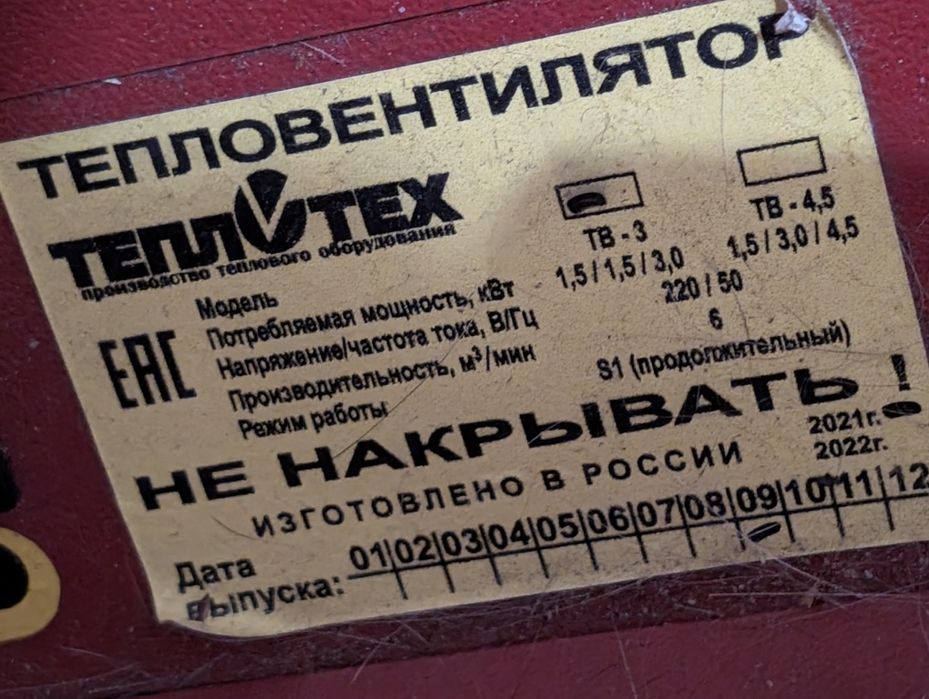 ТЕПЛОВЕНТИЛЯТОР
ТЕПЛОТЕХ
производство теплового оборудования
Модель ТВ - 3 ТВ - 4,5
Потребляемая мощность, кВт 1,5 / 1,5 / 3,0 1,5 / 3,0 / 4,5
Напряжение/частота тока, В/Гц 220 / 50
Производительность, м³/мин 6
Режим работы S1 (продолжительный)
EAC
НЕ НАКРЫВАТЬ !
ИЗГОТОВЛЕНО В РОССИИ
2021г.
2022г.
Дата выпуска: 01 02 03 04 05 06 07 08 09 10 11 12